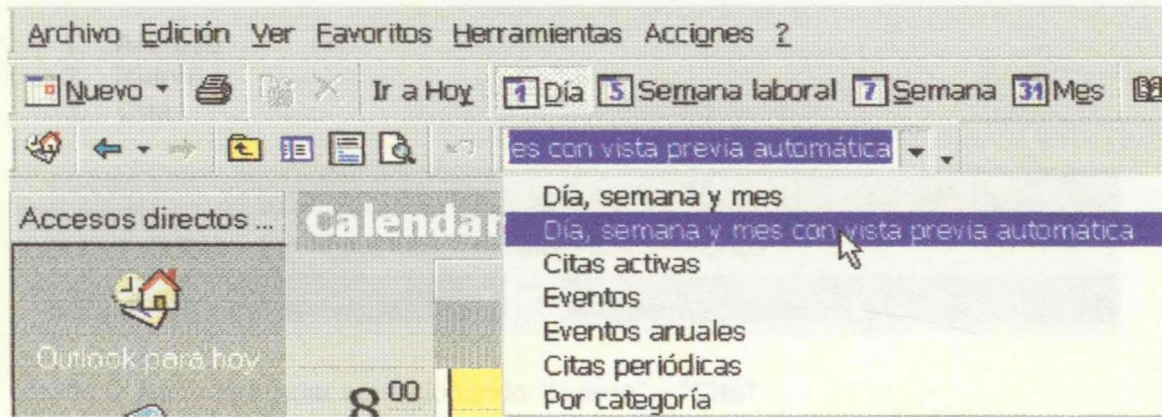 Archivo Edición Ver Favoritos Herramientas Acciones ?
Nuevo Ir a Hoy 1 Día 5 Semana laboral 7 Semana 31 Mes
es con vista previa automática
Accesos directos ...
Calendar
Día, semana y mes
Día, semana y mes con vista previa automática
Citas activas
Eventos
Eventos anuales
Citas periódicas
Por categoría
Outlook para hoy
8 00